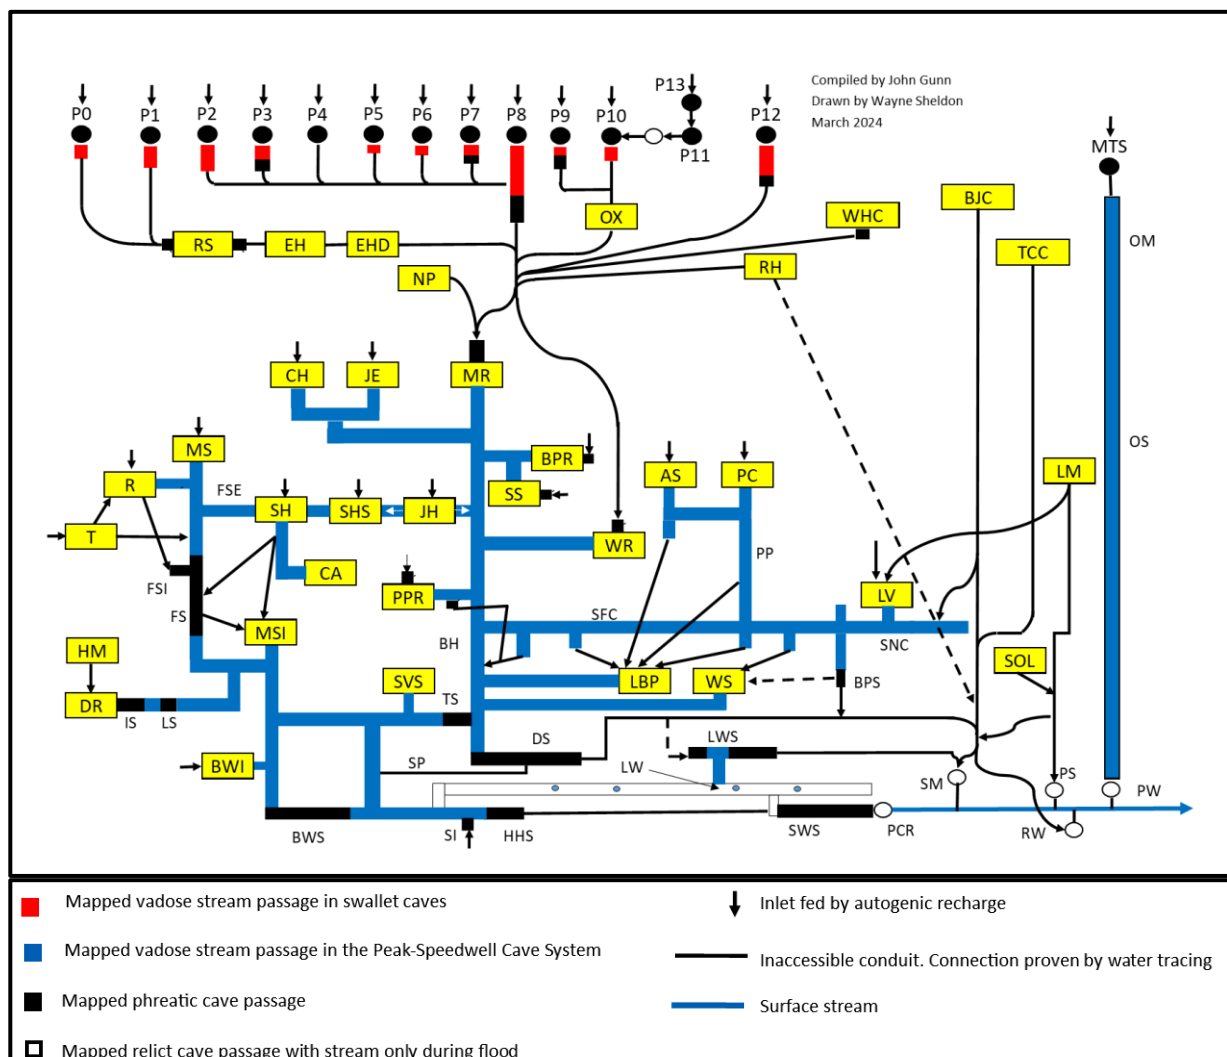 Compiled by John Gunn
Drawn by Wayne Sheldon
March 2024
P13
P0 P1 P2 P3 P4 P5 P6 P7 P8 P9 P10 P12
P11
MTS
BJC
WHC
OX
RS EH EHD
OM
TCC
RH
NP
CH JE MR
MS
BPR
OS
LM
R
AS PC
FSE
SS
SH SHS JH
T
WR
PP
CA
FSI
PPR
LV
FS
SFC
MSI
BH
SNC
HM
SOL
SVS
LBP WS
BPS
DR
TS
IS LS
DS
LWS
BWI
SP
LW
SM
PS
PW
BWS
SI HHS
SWS
PCR
RW
Mapped vadose stream passage in swallet caves
Inlet fed by autogenic recharge
Mapped vadose stream passage in the Peak-Speedwell Cave System
Inaccessible conduit. Connection proven by water tracing
Mapped phreatic cave passage
Surface stream
Mapped relict cave passage with stream only during flood